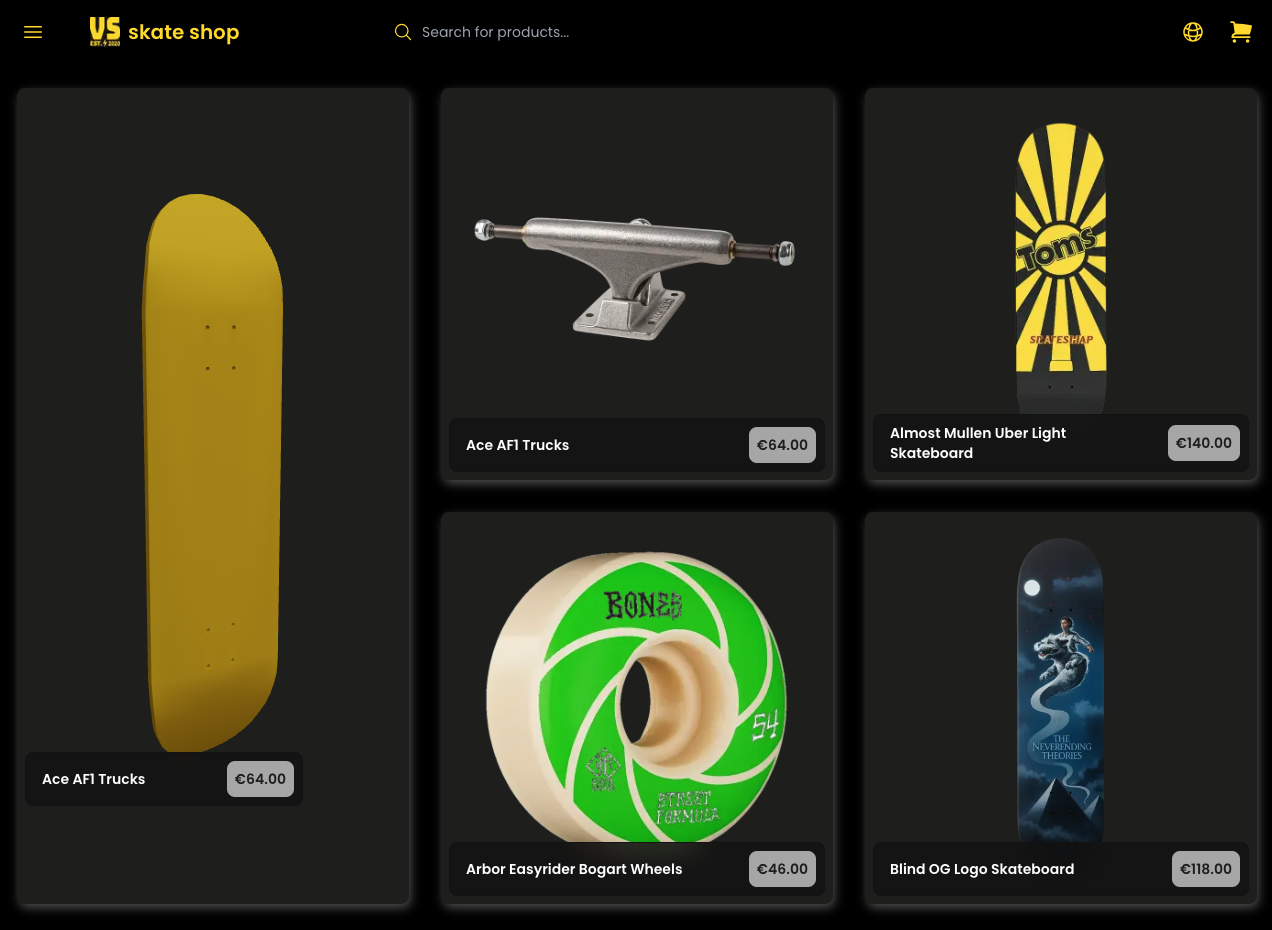 VS
EST. 2020
skate shop
Search for products...
Ace AF1 Trucks
€64.00
Ace AF1 Trucks
€64.00
Toms
SKATESHAP
Almost Mullen Uber Light
Skateboard
€140.00
BONES
54
STREET
FORMULA
Arbor Easyrider Bogart Wheels
€46.00
THE
NEVERENDING
THEORIES
Blind OG Logo Skateboard
€118.00